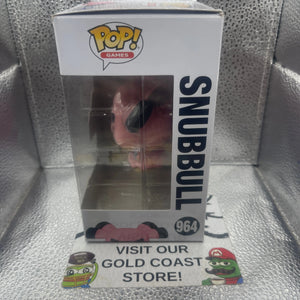 POP!
GAMES
SNUBBULL
964
VISIT OUR
GOLD COAST
STORE!